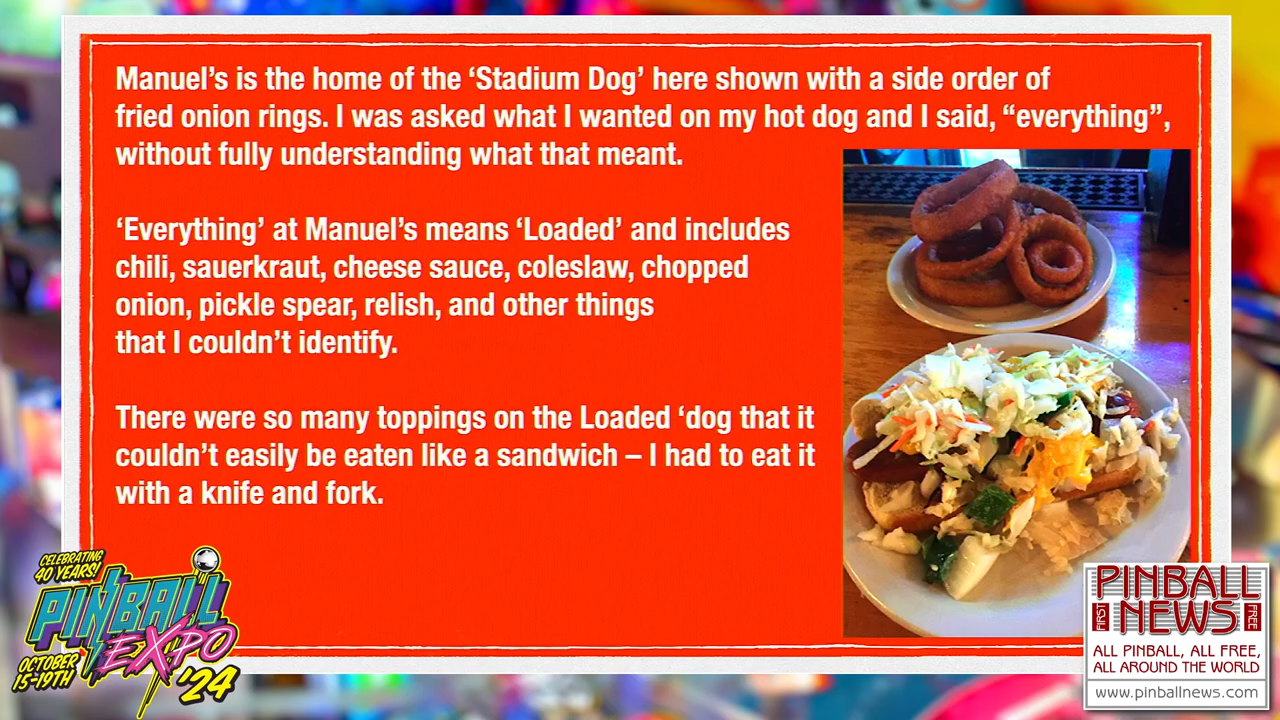 Manuel’s is the home of the ‘Stadium Dog’ here shown with a side order of
fried onion rings. I was asked what I wanted on my hot dog and I said, “everything”,
without fully understanding what that meant.
‘Everything’ at Manuel’s means ‘Loaded’ and includes
chili, sauerkraut, cheese sauce, coleslaw, chopped
onion, pickle spear, relish, and other things
that I couldn’t identify.
There were so many toppings on the Loaded ‘dog that it
couldn’t easily be eaten like a sandwich – I had to eat it
with a knife and fork.
CELEBRATING
40 YEARS!
PINBALL
EXPO
OCTOBER
15-19TH
'24
PINBALL
FIRST NEWS FREE
ALL PINBALL, ALL FREE,
ALL AROUND THE WORLD
www.pinballnews.com